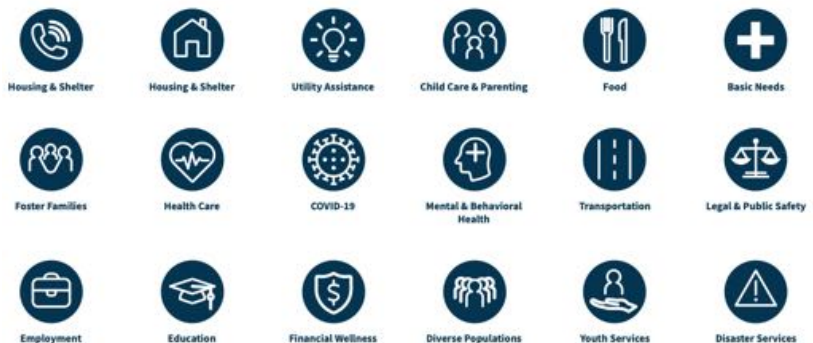 Housing & Shelter
Housing & Shelter
Utility Assistance
Child Care & Parenting
Food
Basic Needs
Foster Families
Health Care
COVID-19
Mental & Behavioral
Health
Transportation
Legal & Public Safety
Employment
Education
Financial Wellness
Diverse Populations
Youth Services
Disaster Services